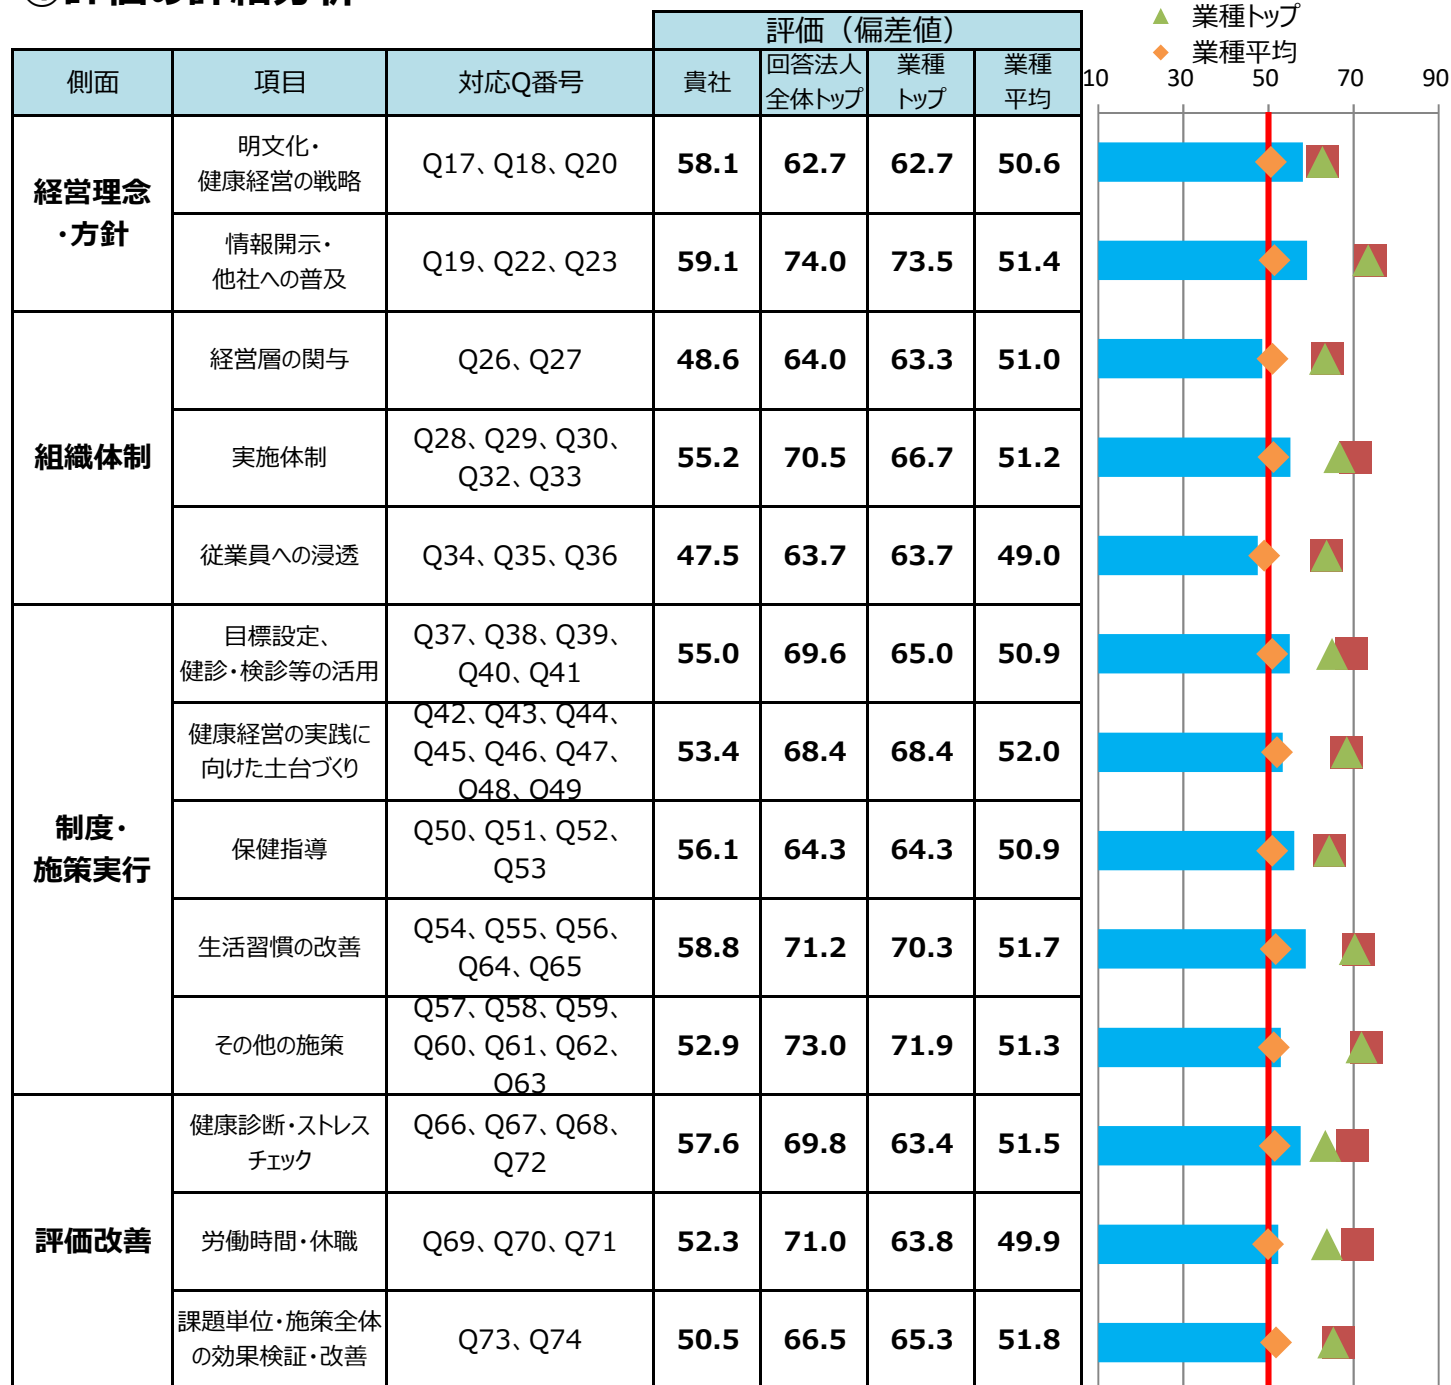 ①評価の詳細分析
業種トップ
業種平均
評価（偏差値）
側面 項目 対応Q番号 貴社 回答法人全体トップ 業種トップ 業種平均
10 30 50 70 90
経営理念・方針
明文化・健康経営の戦略 Q17、Q18、Q20 58.1 62.7 62.7 50.6
情報開示・他社への普及 Q19、Q22、Q23 59.1 74.0 73.5 51.4
組織体制
経営層の関与 Q26、Q27 48.6 64.0 63.3 51.0
実施体制 Q28、Q29、Q30、Q32、Q33 55.2 70.5 66.7 51.2
従業員への浸透 Q34、Q35、Q36 47.5 63.7 63.7 49.0
制度・施策実行
目標設定、健診・検診等の活用 Q37、Q38、Q39、Q40、Q41 55.0 69.6 65.0 50.9
健康経営の実践に向けた土台づくり Q42、Q43、Q44、Q45、Q46、Q47、Q48、Q49 53.4 68.4 68.4 52.0
保健指導 Q50、Q51、Q52、Q53 56.1 64.3 64.3 50.9
生活習慣の改善 Q54、Q55、Q56、Q64、Q65 58.8 71.2 70.3 51.7
その他の施策 Q57、Q58、Q59、Q60、Q61、Q62、Q63 52.9 73.0 71.9 51.3
評価改善
健康診断・ストレスチェック Q66、Q67、Q68、Q72 57.6 69.8 63.4 51.5
労働時間・休職 Q69、Q70、Q71 52.3 71.0 63.8 49.9
課題単位・施策全体の効果検証・改善 Q73、Q74 50.5 66.5 65.3 51.8